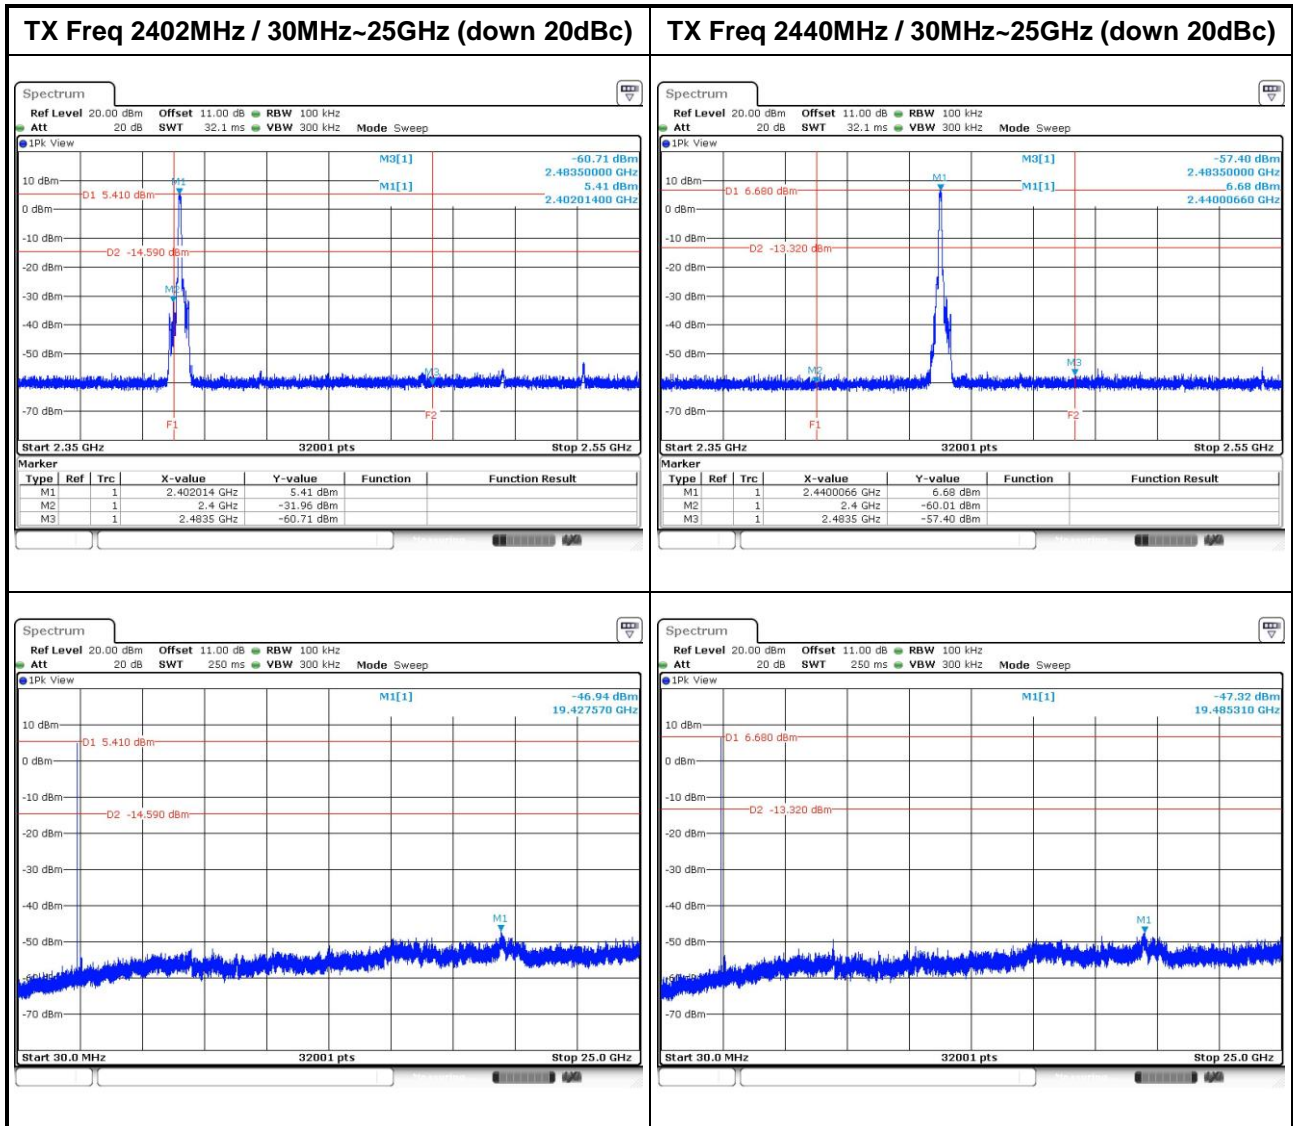 TX Freq 2402MHz / 30MHz~25GHz (down 20dBc)
TX Freq 2440MHz / 30MHz~25GHz (down 20dBc)
Spectrum
Ref Level 20.00 dBm Offset 11.00 dB RBW 100 kHz
Att 20 dB SWT 32.1 ms VBW 300 kHz Mode Sweep
1Pk View
M3[1] -60.71 dBm
2.48350000 GHz
M1[1] 5.41 dBm
2.40201400 GHz
10 dBm
M1
D1 5.410 dBm
0 dBm
-10 dBm
D2 -14.590 dBm
-20 dBm
M2
-30 dBm
-40 dBm
-50 dBm
M3
-70 dBm
F1
F2
Start 2.35 GHz 32001 pts Stop 2.55 GHz
Marker
Type Ref Trc X-value Y-value Function Function Result
M1 1 2.402014 GHz 5.41 dBm
M2 1 2.4 GHz -31.96 dBm
M3 1 2.4835 GHz -60.71 dBm
Spectrum
Ref Level 20.00 dBm Offset 11.00 dB RBW 100 kHz
Att 20 dB SWT 32.1 ms VBW 300 kHz Mode Sweep
1Pk View
M3[1] -57.40 dBm
2.48350000 GHz
M1[1] 6.68 dBm
2.44000660 GHz
10 dBm
M1
D1 6.680 dBm
0 dBm
-10 dBm
D2 -13.320 dBm
-20 dBm
-30 dBm
-40 dBm
-50 dBm
M2
M3
-70 dBm
F1
F2
Start 2.35 GHz 32001 pts Stop 2.55 GHz
Marker
Type Ref Trc X-value Y-value Function Function Result
M1 1 2.4400066 GHz 6.68 dBm
M2 1 2.4 GHz -60.01 dBm
M3 1 2.4835 GHz -57.40 dBm
Spectrum
Ref Level 20.00 dBm Offset 11.00 dB RBW 100 kHz
Att 20 dB SWT 250 ms VBW 300 kHz Mode Sweep
1Pk View
M1[1] -46.94 dBm
19.427570 GHz
10 dBm
D1 5.410 dBm
0 dBm
-10 dBm
D2 -14.590 dBm
-20 dBm
-30 dBm
-40 dBm
M1
-50 dBm
-70 dBm
Start 30.0 MHz 32001 pts Stop 25.0 GHz
Spectrum
Ref Level 20.00 dBm Offset 11.00 dB RBW 100 kHz
Att 20 dB SWT 250 ms VBW 300 kHz Mode Sweep
1Pk View
M1[1] -47.32 dBm
19.485310 GHz
10 dBm
D1 6.680 dBm
0 dBm
-10 dBm
D2 -13.320 dBm
-20 dBm
-30 dBm
-40 dBm
M1
-50 dBm
-70 dBm
Start 30.0 MHz 32001 pts Stop 25.0 GHz